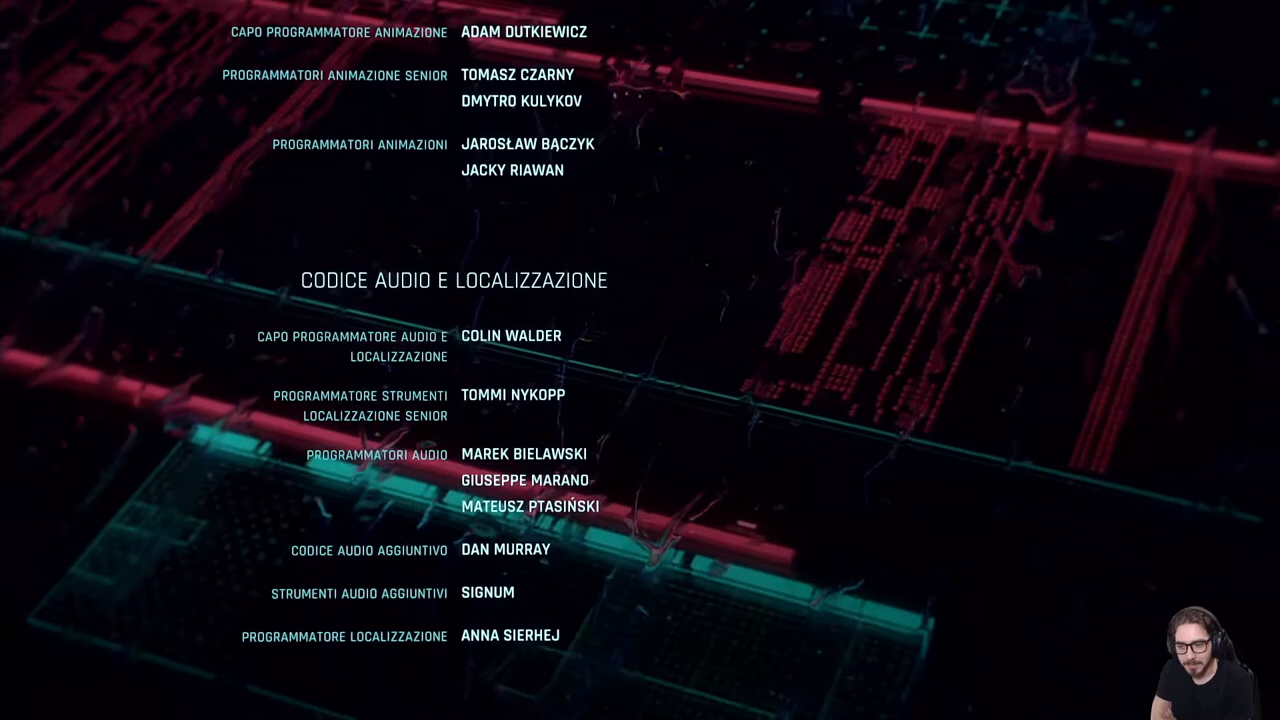 CAPO PROGRAMMATORE ANIMAZIONE ADAM DUTKIEWICZ
PROGRAMMATORI ANIMAZIONE SENIOR TOMASZ CZARNY
DMYTRO KULYKOV
PROGRAMMATORI ANIMAZIONI JAROSŁAW BĄCZYK
JACKY RIAWAN
CODICE AUDIO E LOCALIZZAZIONE
CAPO PROGRAMMATORE AUDIO E COLIN WALDER
LOCALIZZAZIONE
PROGRAMMATORE STRUMENTI TOMMI NYKOPP
LOCALIZZAZIONE SENIOR
PROGRAMMATORI AUDIO MAREK BIELAWSKI
GIUSEPPE MARANO
MATEUSZ PTASIŃSKI
CODICE AUDIO AGGIUNTIVO DAN MURRAY
STRUMENTI AUDIO AGGIUNTIVI SIGNUM
PROGRAMMATORE LOCALIZZAZIONE ANNA SIERHEJ